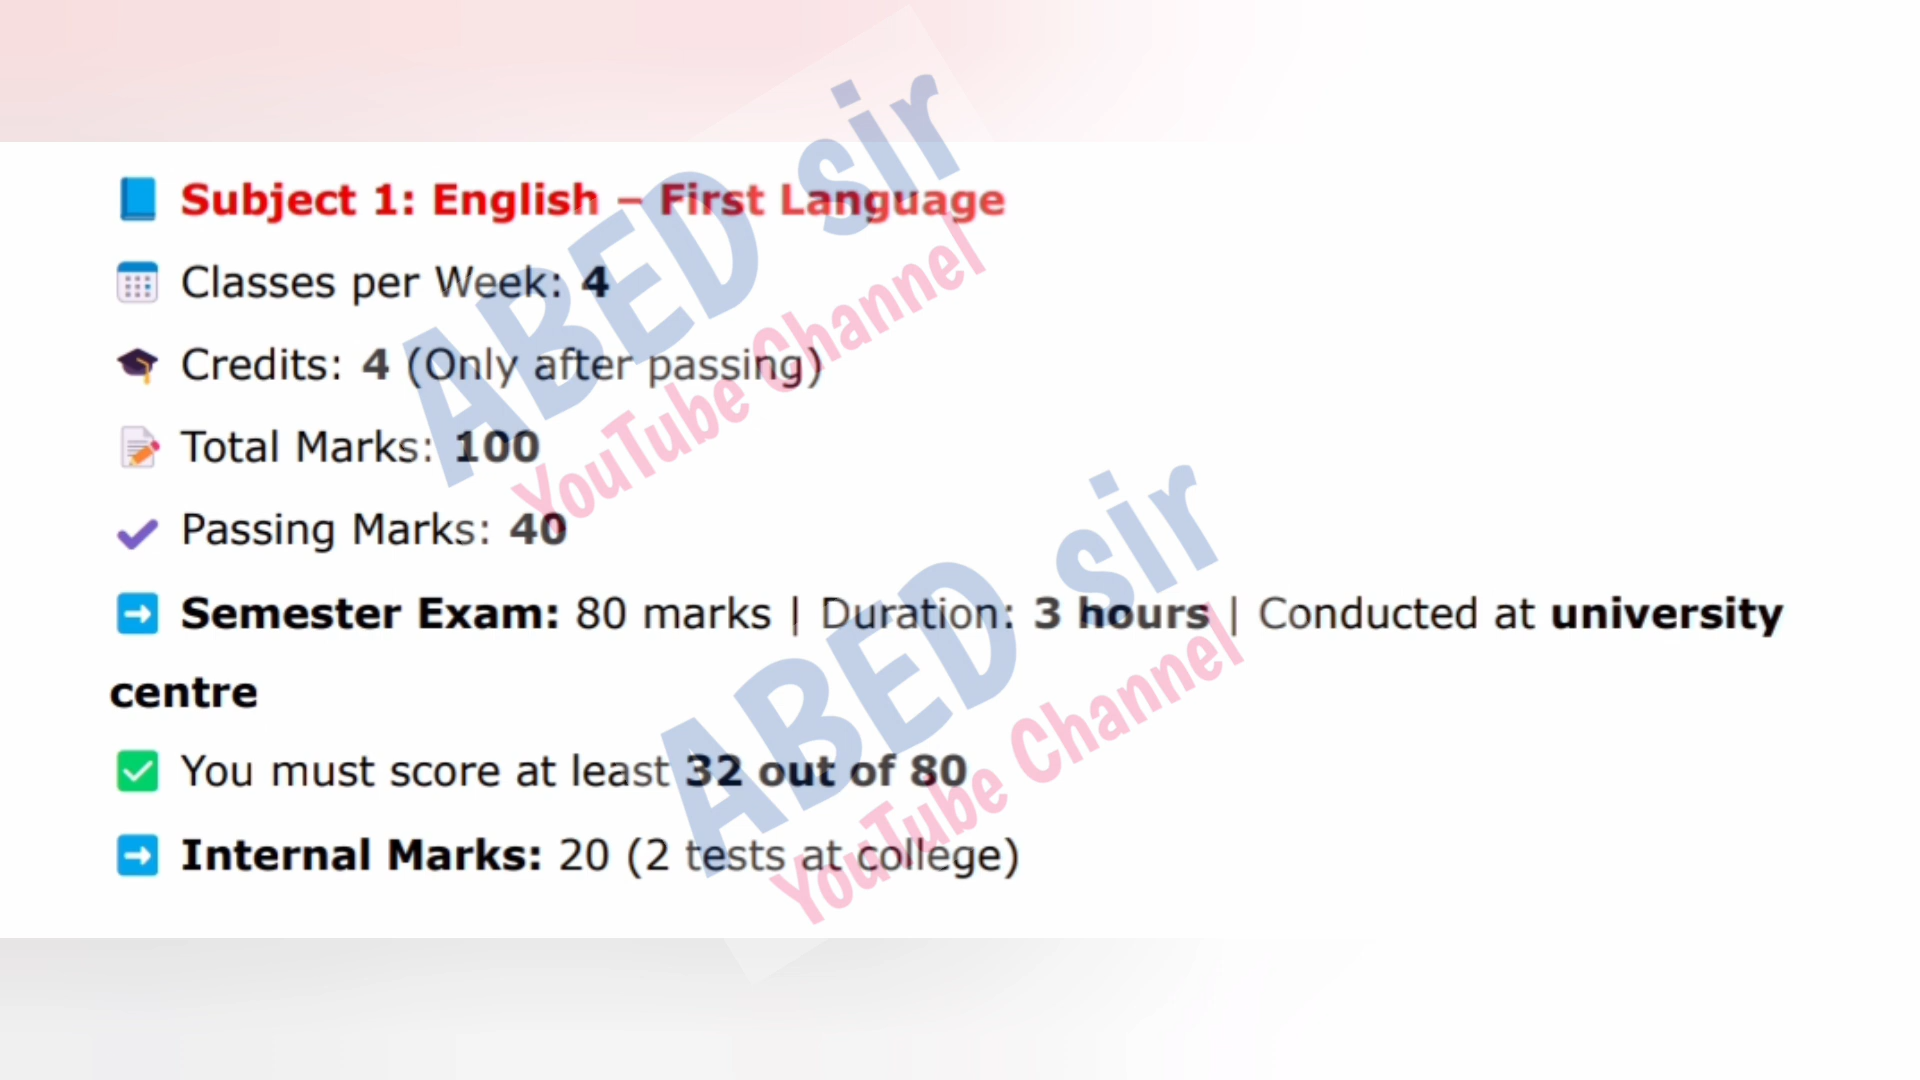 📘 Subject 1: English – First Language
📅 Classes per Week: 4
🎓 Credits: 4 (Only after passing)
📝 Total Marks: 100
✔ Passing Marks: 40
➡ Semester Exam: 80 marks | Duration: 3 hours | Conducted at university
centre
✅ You must score at least 32 out of 80
➡ Internal Marks: 20 (2 tests at college)
ABED sir
YouTube Channel
ABED sir
YouTube Channel